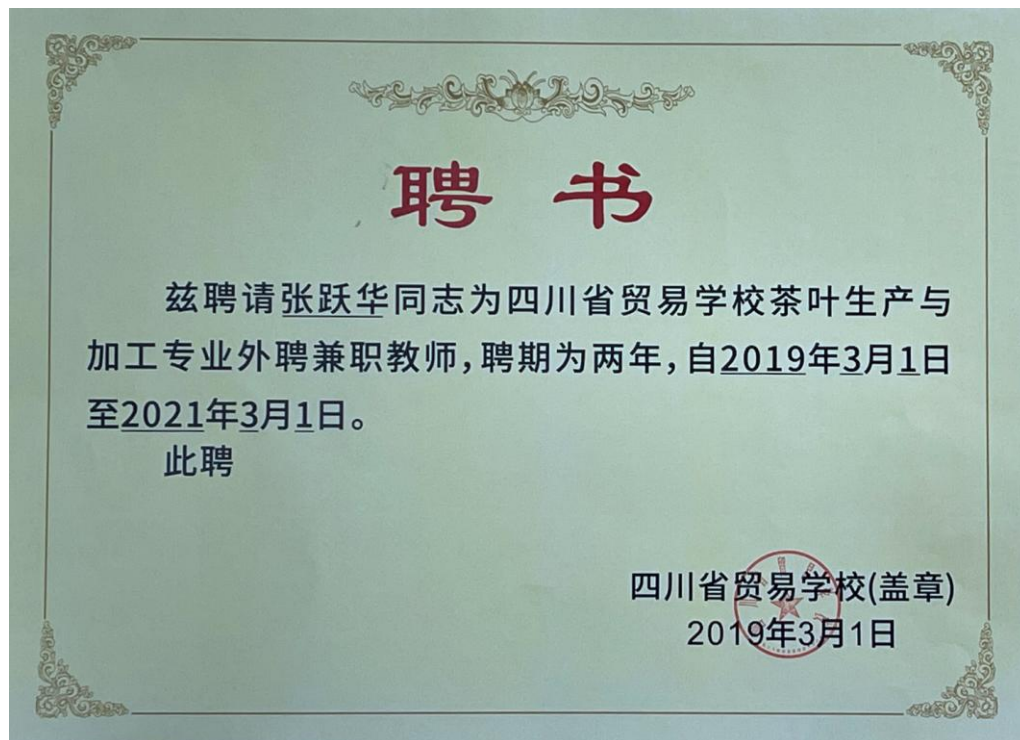 聘 书
兹聘请张跃华同志为四川省贸易学校茶叶生产与
加工专业外聘兼职教师,聘期为两年,自2019年3月1日
至2021年3月1日。
此聘
四川省贸易学校(盖章)
2019年3月1日